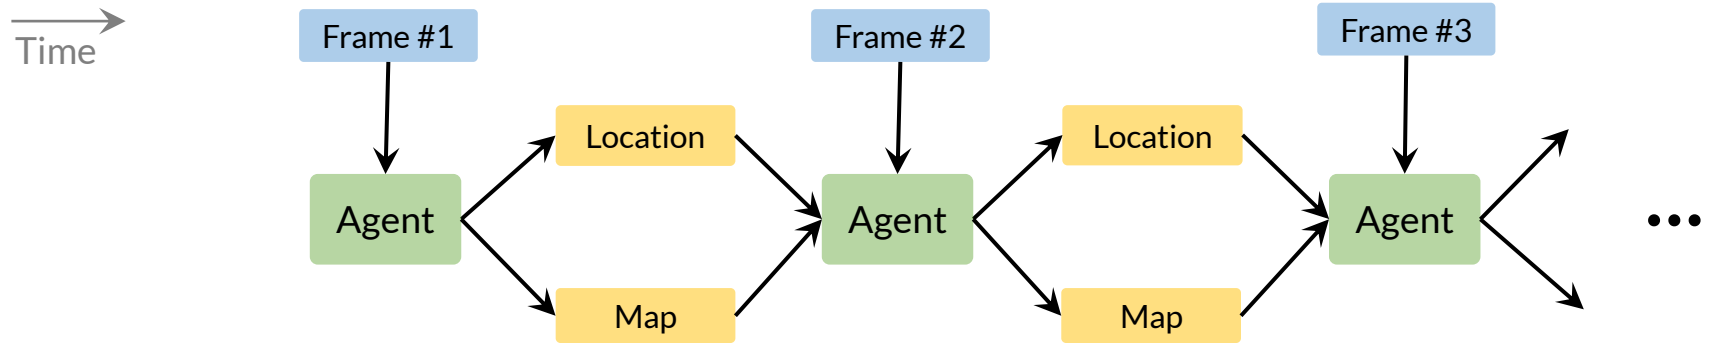 Time
Frame #1
Frame #2
Frame #3
Location
Location
Agent
Agent
Agent
...
Map
Map